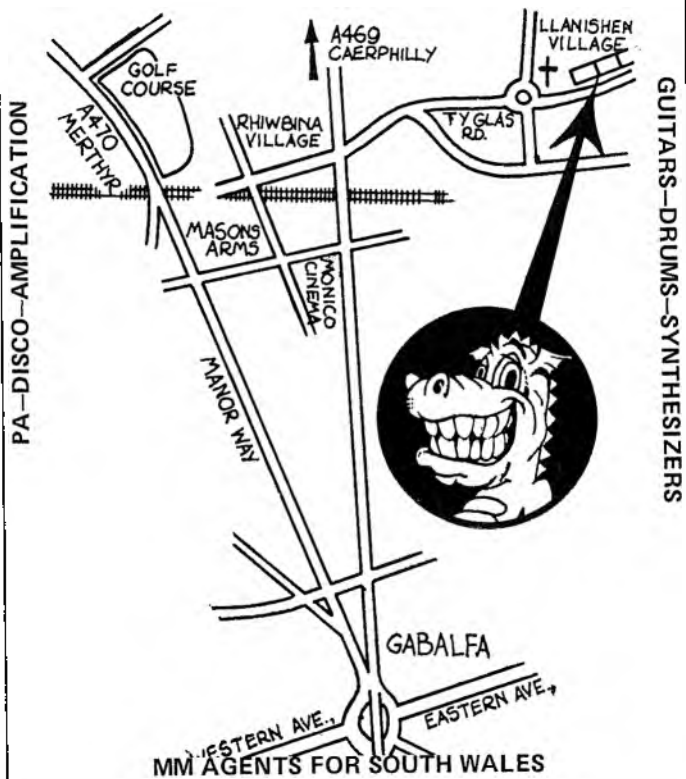 A469
CAERPHILLY
LLANISHEN
VILLAGE
GOLF
COURSE
A470
MERTHYR
RHIWBINA
VILLAGE
TY GLAS
RD.
MASONS
ARMS
MONICO
CINEMA
MANOR WAY
GABALFA
WESTERN AVE.,
EASTERN AVE.,
PA—DISCO—AMPLIFICATION
GUITARS—DRUMS—SYNTHESIZERS
MM AGENTS FOR SOUTH WALES